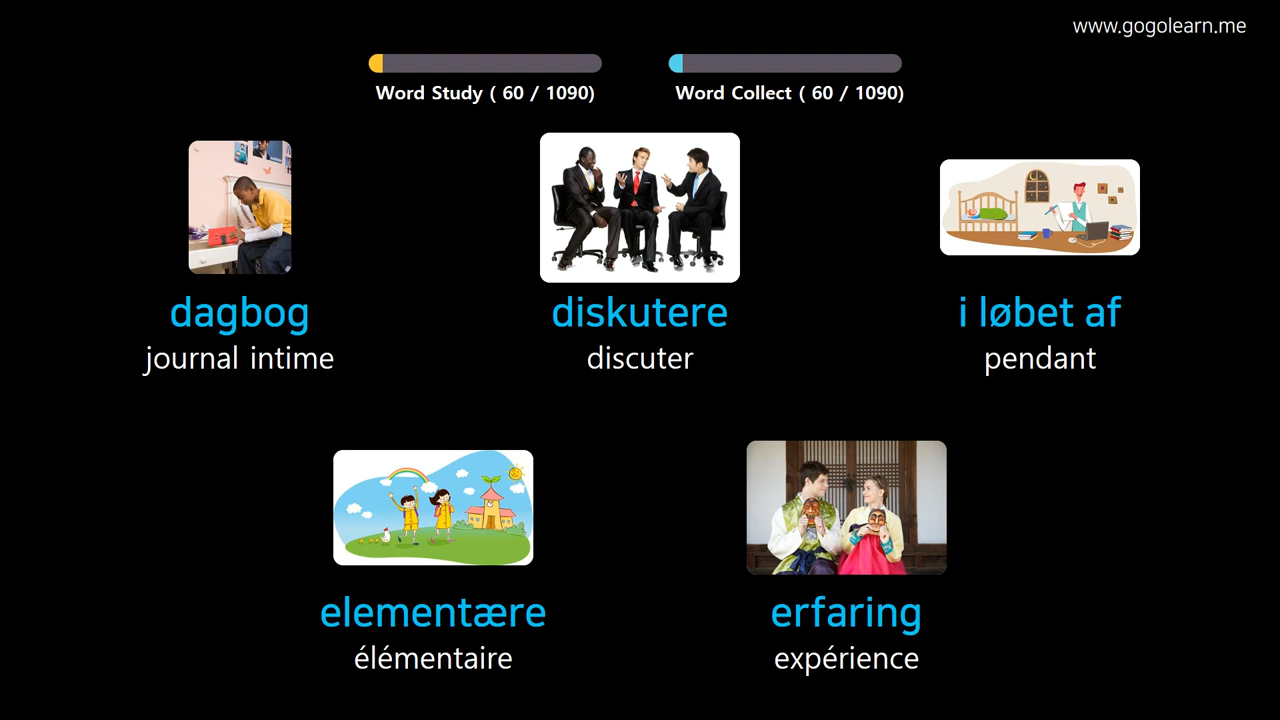 www.gogolearn.me
Word Study ( 60 / 1090)
Word Collect ( 60 / 1090)
dagbog
journal intime
diskutere
discuter
i løbet af
pendant
elementære
élémentaire
erfaring
expérience